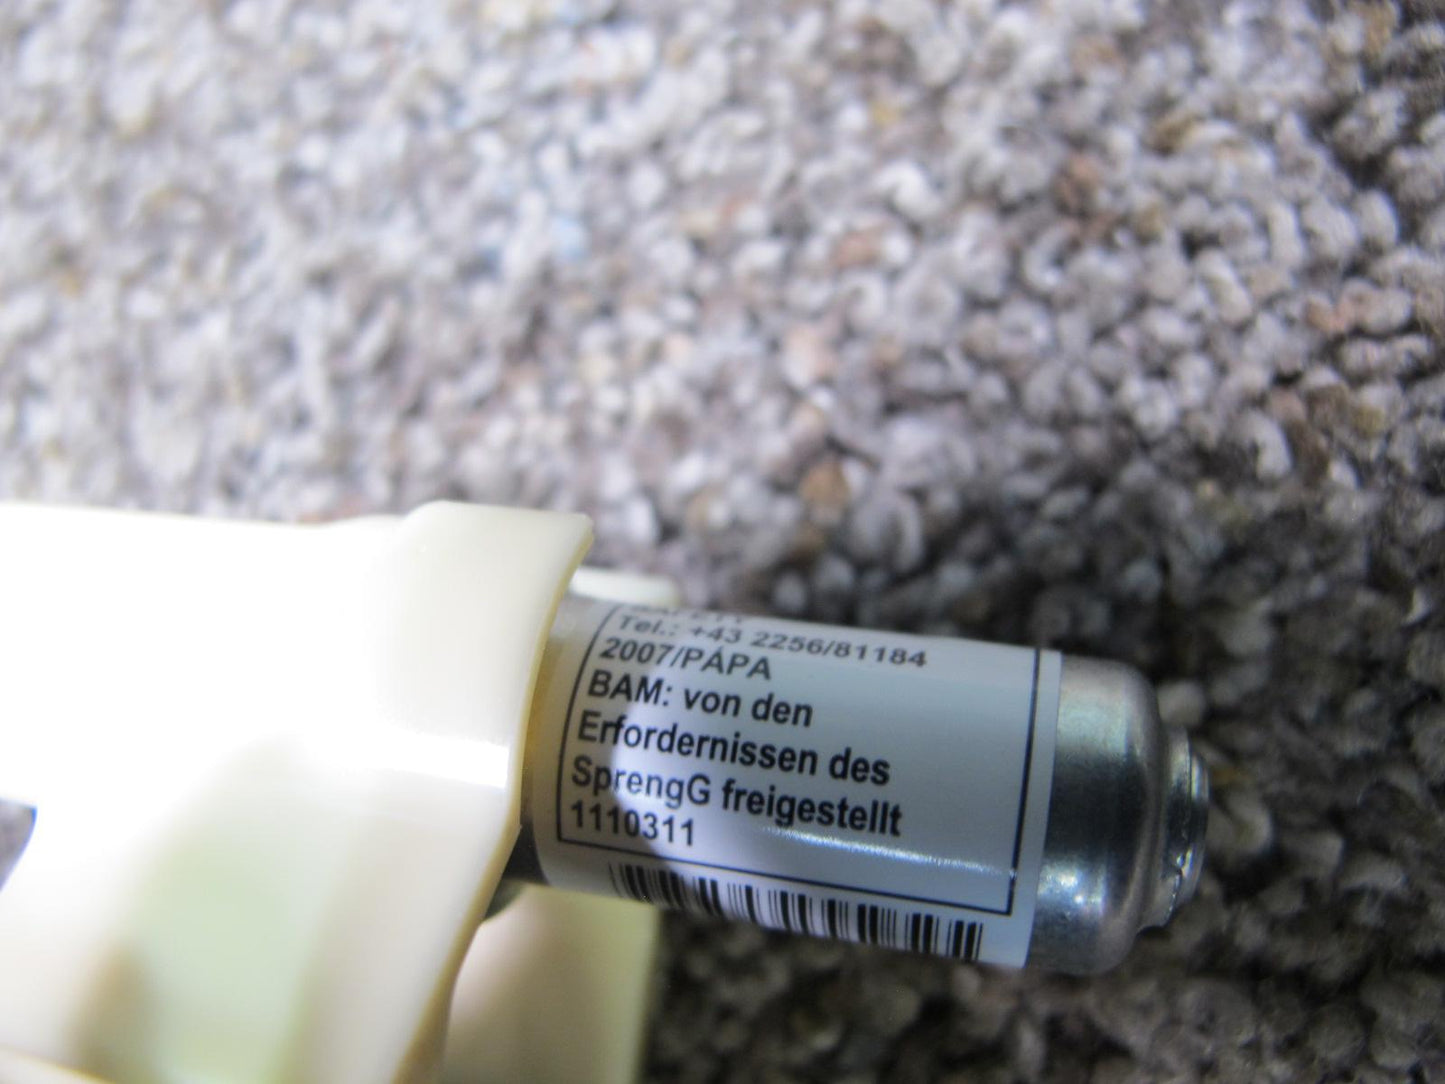 Tel.: +43 2256/81184
2007/PAPA
BAM: von den
Erfordernissen des
SprengG freigestellt
1110311